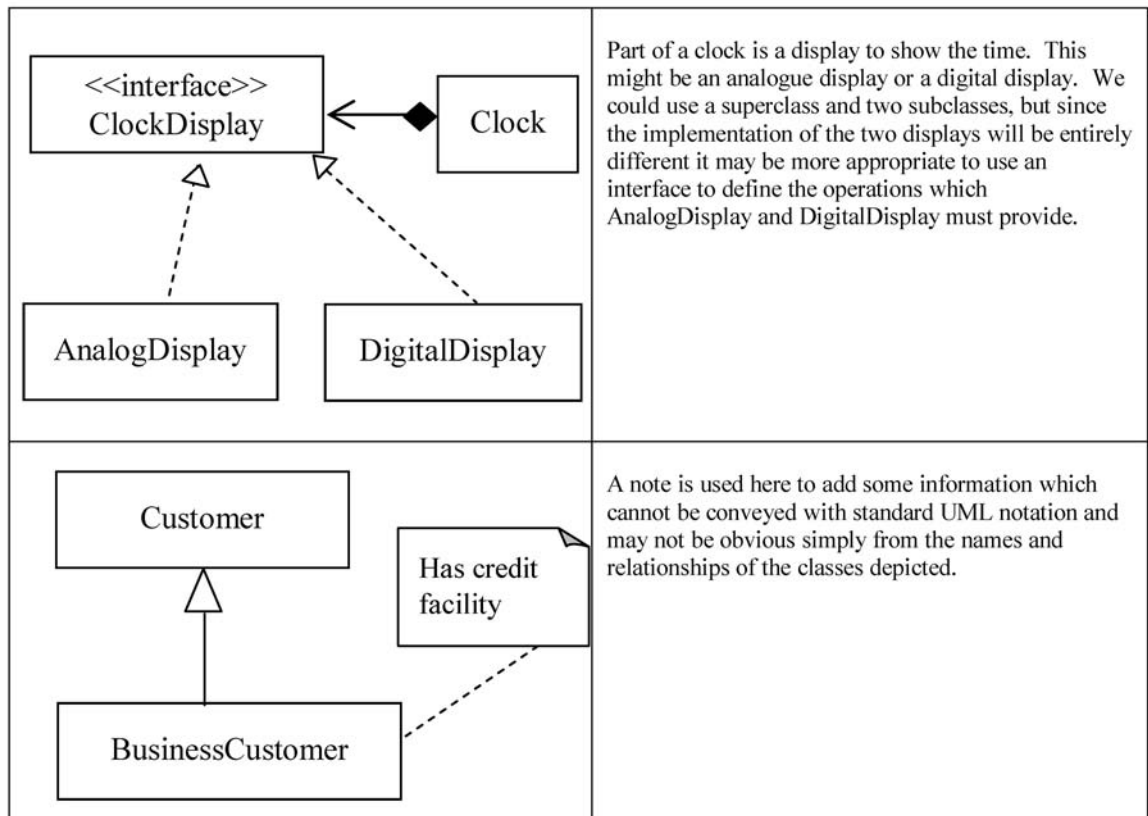 <<interface>>
ClockDisplay
Clock
AnalogDisplay
DigitalDisplay
Part of a clock is a display to show the time.  This
might be an analogue display or a digital display.  We
could use a superclass and two subclasses, but since
the implementation of the two displays will be entirely
different it may be more appropriate to use an
interface to define the operations which
AnalogDisplay and DigitalDisplay must provide.
Customer
Has credit
facility
BusinessCustomer
A note is used here to add some information which
cannot be conveyed with standard UML notation and
may not be obvious simply from the names and
relationships of the classes depicted.